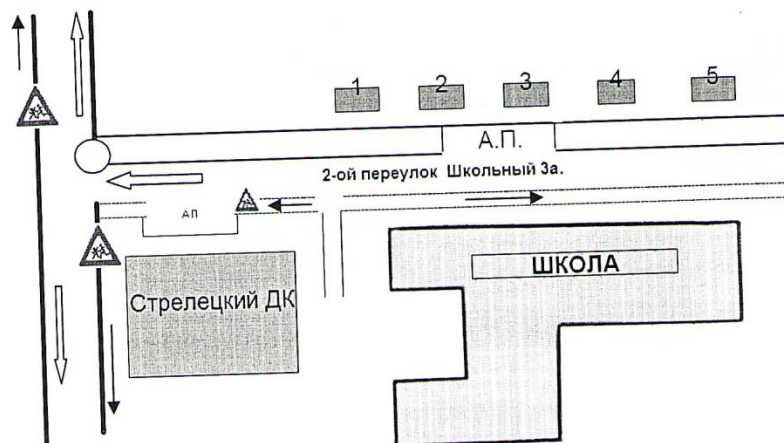 1 2 3 4 5
А.П.
2-ой переулок Школьный 3а.
АП
ШКОЛА
Стрелецкий ДК